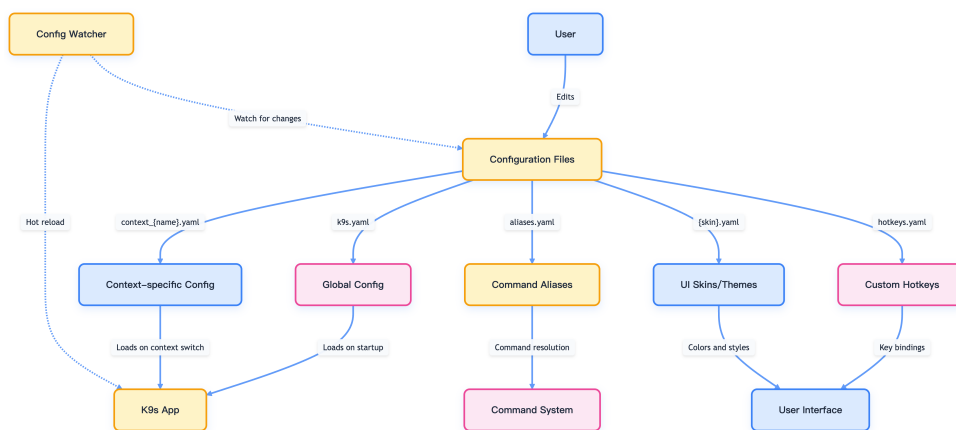 Config Watcher
User
Edits
Watch for changes
Configuration Files
Hot reload
context_{name}.yaml
k9s.yaml
aliases.yaml
{skin}.yaml
hotkeys.yaml
Context-specific Config
Global Config
Command Aliases
UI Skins/Themes
Custom Hotkeys
Loads on context switch
Loads on startup
Command resolution
Colors and styles
Key bindings
K9s App
Command System
User Interface